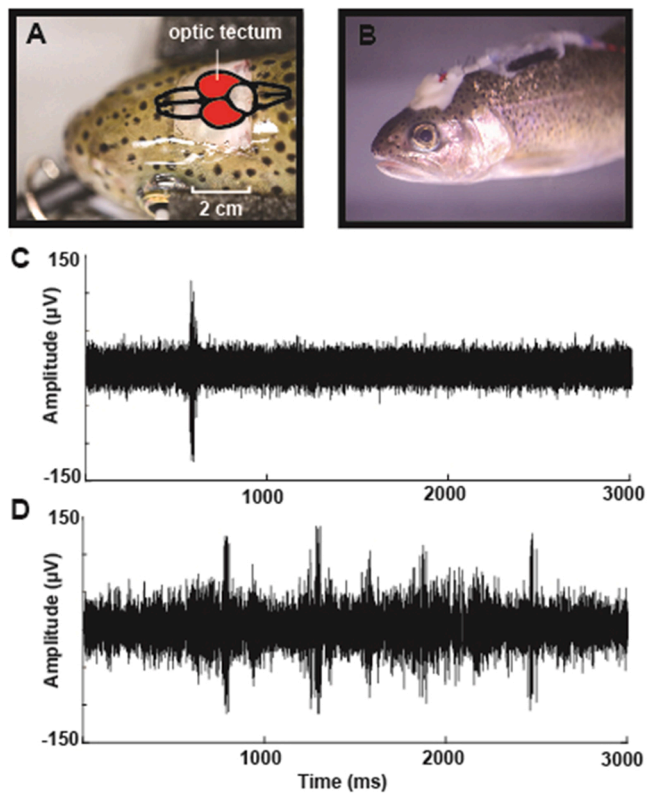 A
optic tectum
2 cm
B
C
150
Amplitude (µV)
-150
1000
2000
3000
D
150
Amplitude (µV)
-150
1000
2000
3000
Time (ms)